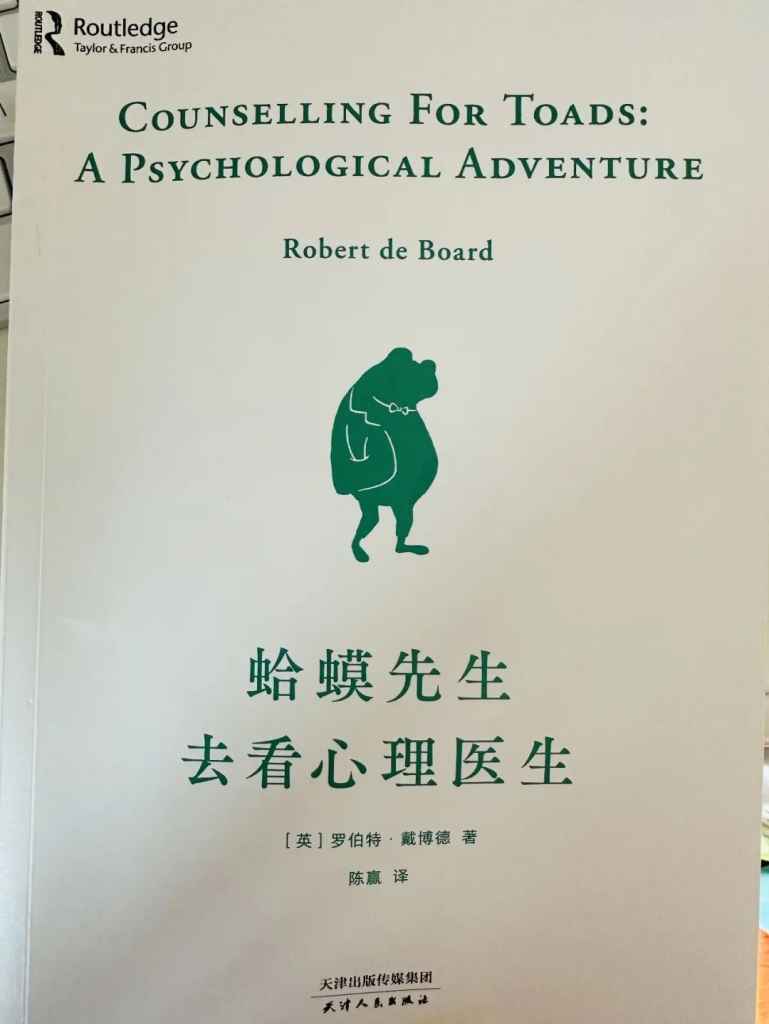 ROUTLEDGE
Routledge
Taylor & Francis Group
COUNSELLING FOR TOADS:
A PSYCHOLOGICAL ADVENTURE
Robert de Board
蛤蟆先生
去看心理医生
[英]罗伯特·戴博德 著
陈赢 译
天津出版传媒集团
天津人民出版社